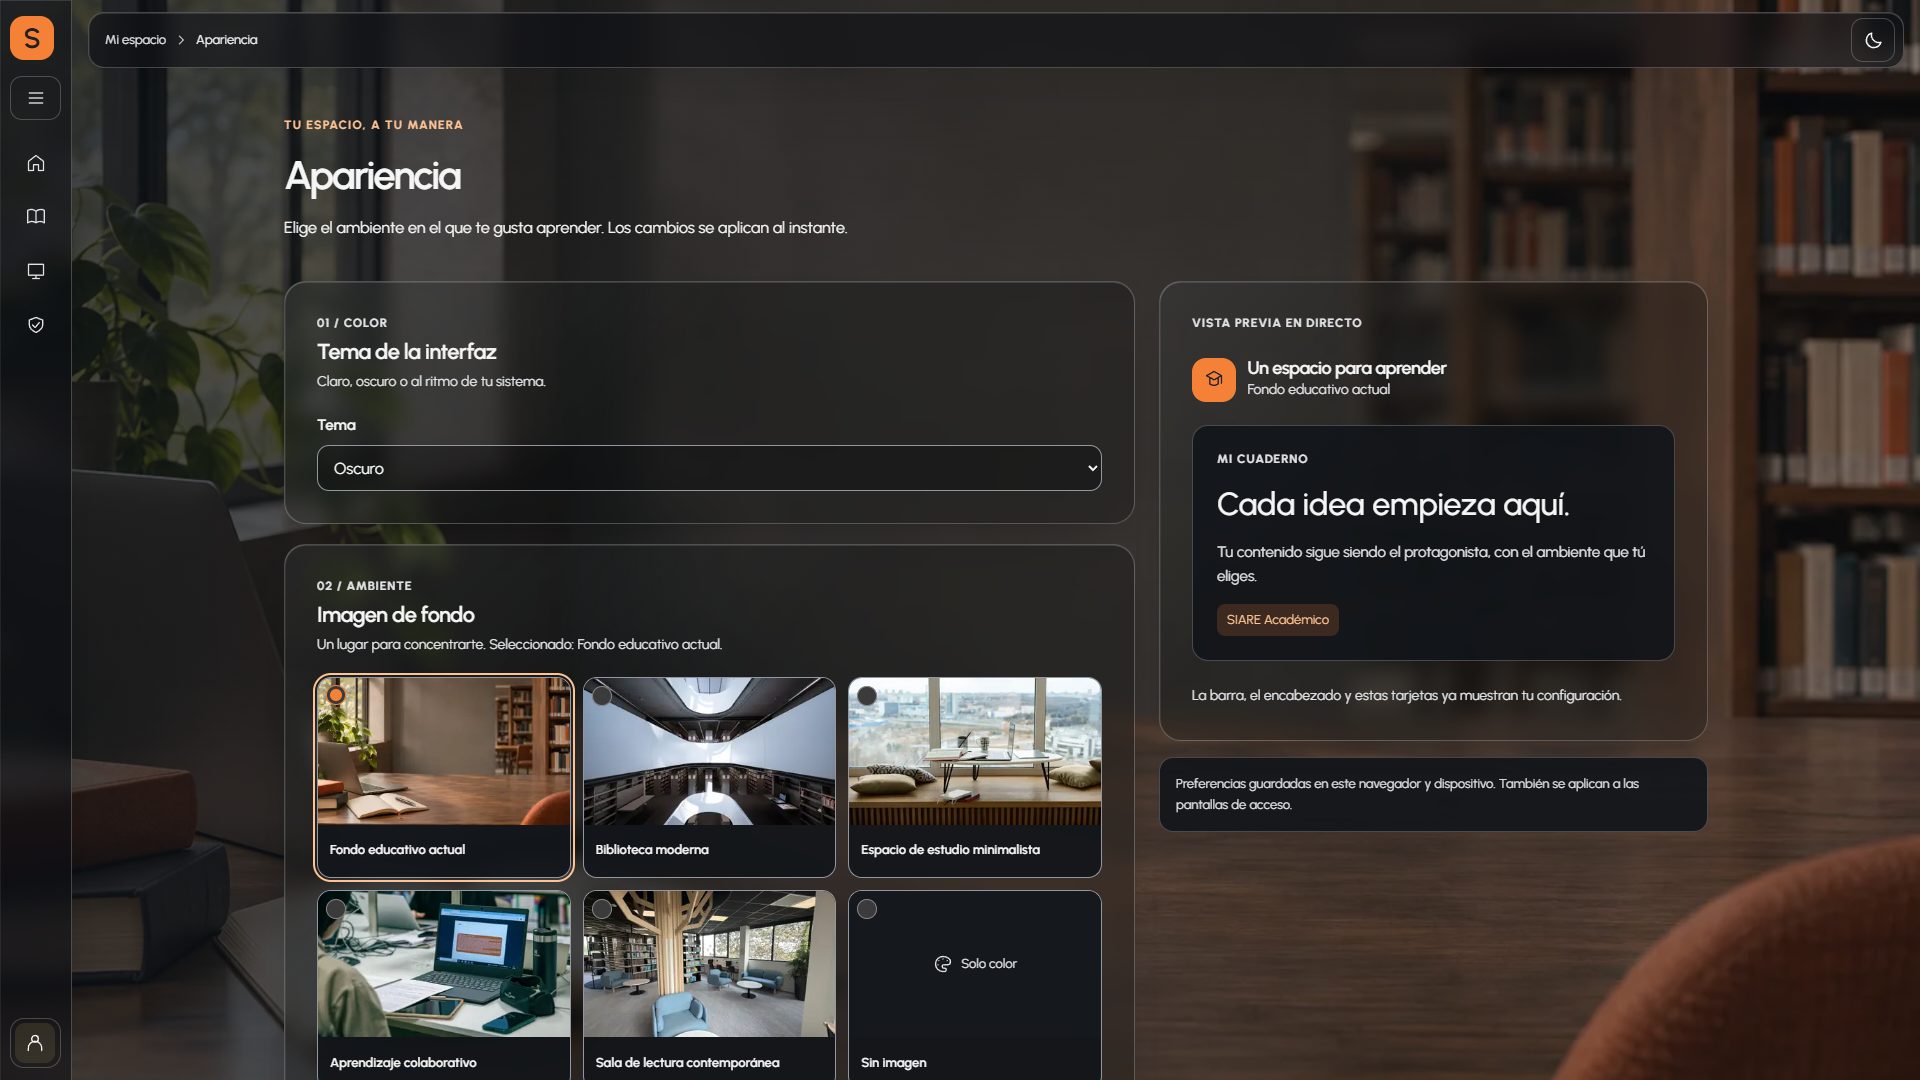 S
Mi espacio > Apariencia
TU ESPACIO, A TU MANERA
Apariencia
Elige el ambiente en el que te gusta aprender. Los cambios se aplican al instante.
01 / COLOR
Tema de la interfaz
Claro, oscuro o al ritmo de tu sistema.
Tema
Oscuro
02 / AMBIENTE
Imagen de fondo
Un lugar para concentrarte. Seleccionado: Fondo educativo actual.
Fondo educativo actual
Biblioteca moderna
Espacio de estudio minimalista
Solo color
Aprendizaje colaborativo
Sala de lectura contemporánea
Sin imagen
VISTA PREVIA EN DIRECTO
Un espacio para aprender
Fondo educativo actual
MI CUADERNO
Cada idea empieza aquí.
Tu contenido sigue siendo el protagonista, con el ambiente que tú
eliges.
SIARE Académico
La barra, el encabezado y estas tarjetas ya muestran tu configuración.
Preferencias guardadas en este navegador y dispositivo. También se aplican a las
pantallas de acceso.